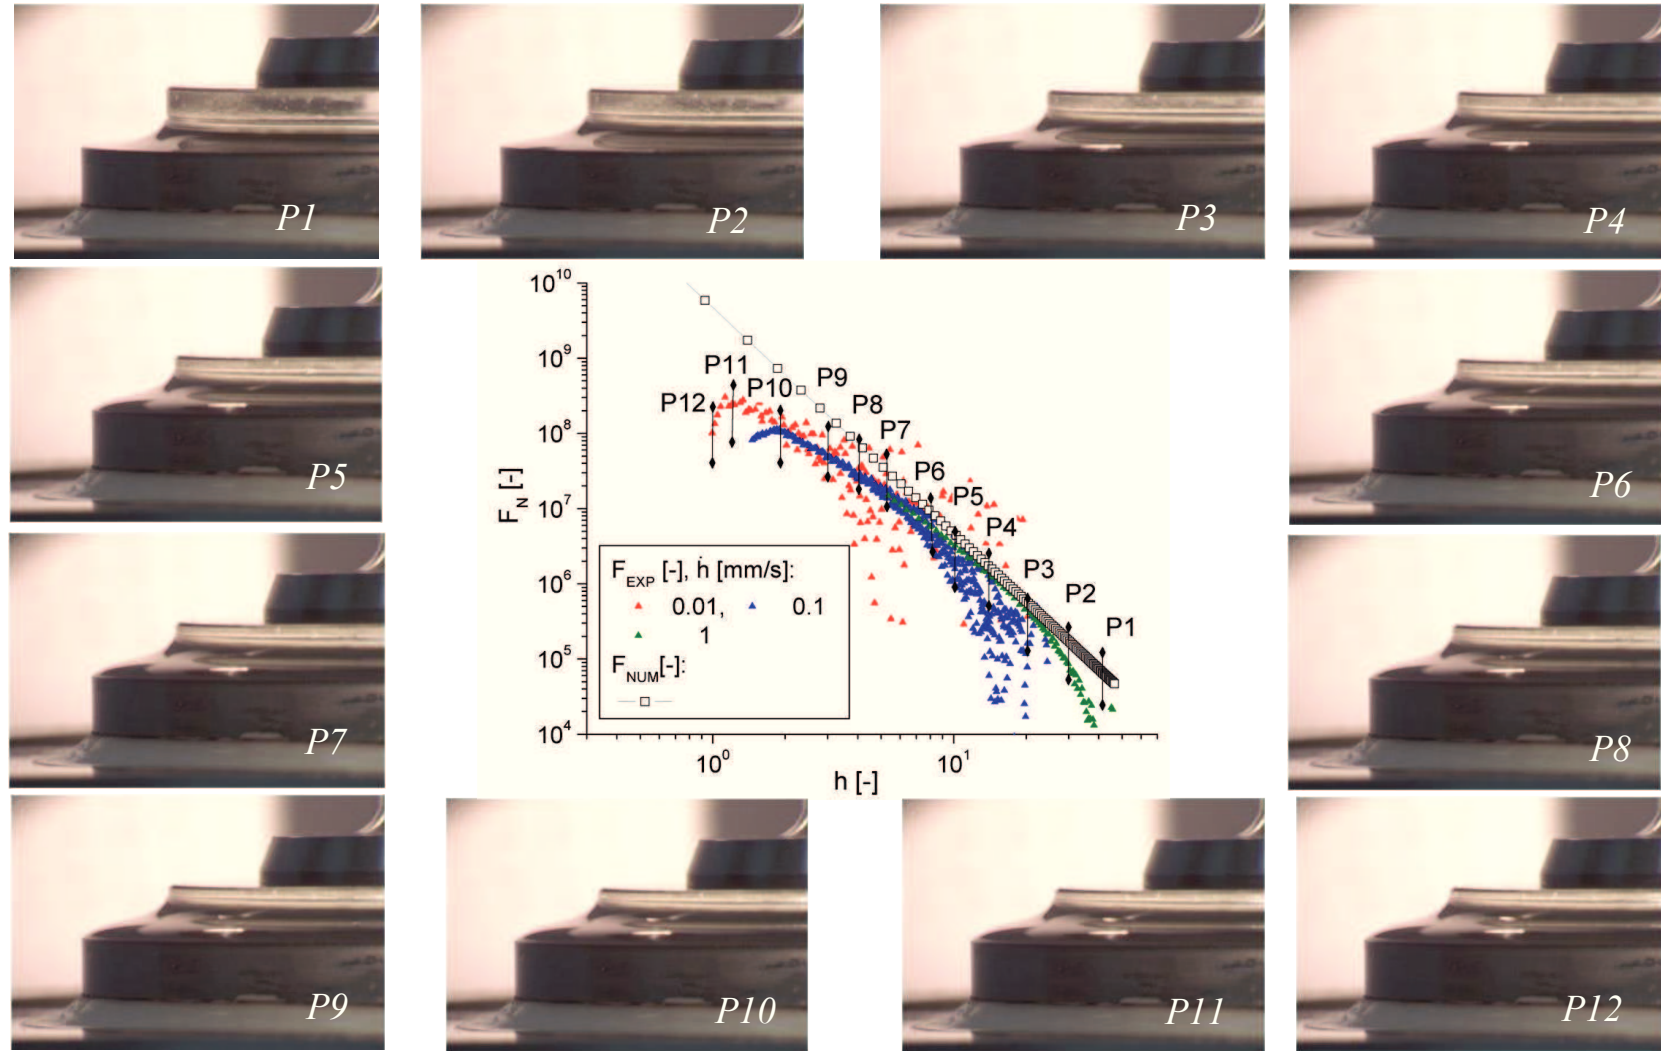 P1
P2
P3
P4
P5
P6
P7
P8
P9
P10
P11
P12
10^10
10^9
10^8
10^7
10^6
10^5
10^4
F_N [-]
P12
P11
P10
P9
P8
P7
P6
P5
P4
P3
P2
P1
F_EXP [-], ḣ [mm/s]:
0.01, 0.1
1
F_NUM[-]:
10^0 10^1
h [-]